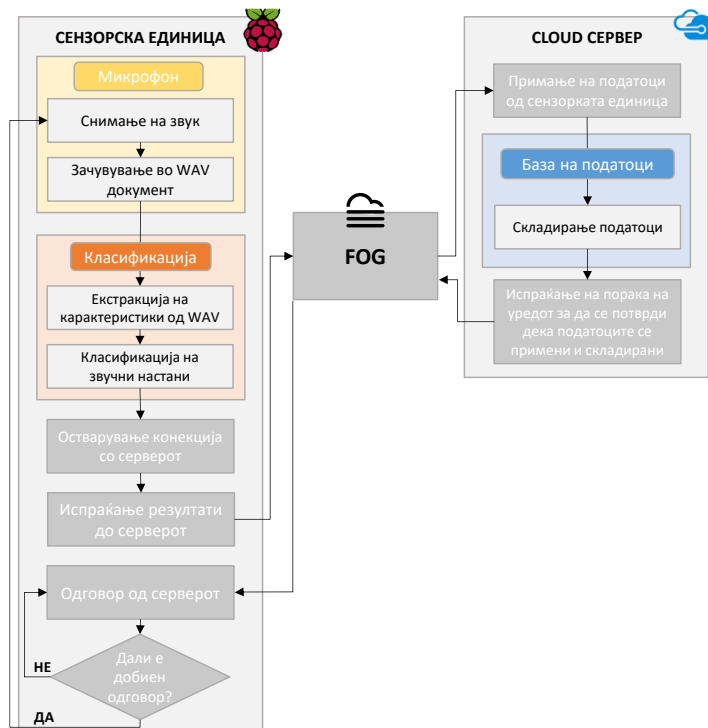 СЕНЗОРСКА ЕДИНИЦА
Микрофон
Снимање на звук
Зачувување во WAV
документ
Класификација
Екстракција на
карактеристики од WAV
Класификација на
звучни настани
Остварување конекција
со серверот
Испраќање резултати
до серверот
Одговор од серверот
Дали е
добиен
одговор?
НЕ
ДА
FOG
CLOUD СЕРВЕР
Примање на податоци
од сензорката единица
База на податоци
Складирање податоци
Испраќање на порака на
уредот за да се потврди
дека податоците се
примени и складирани